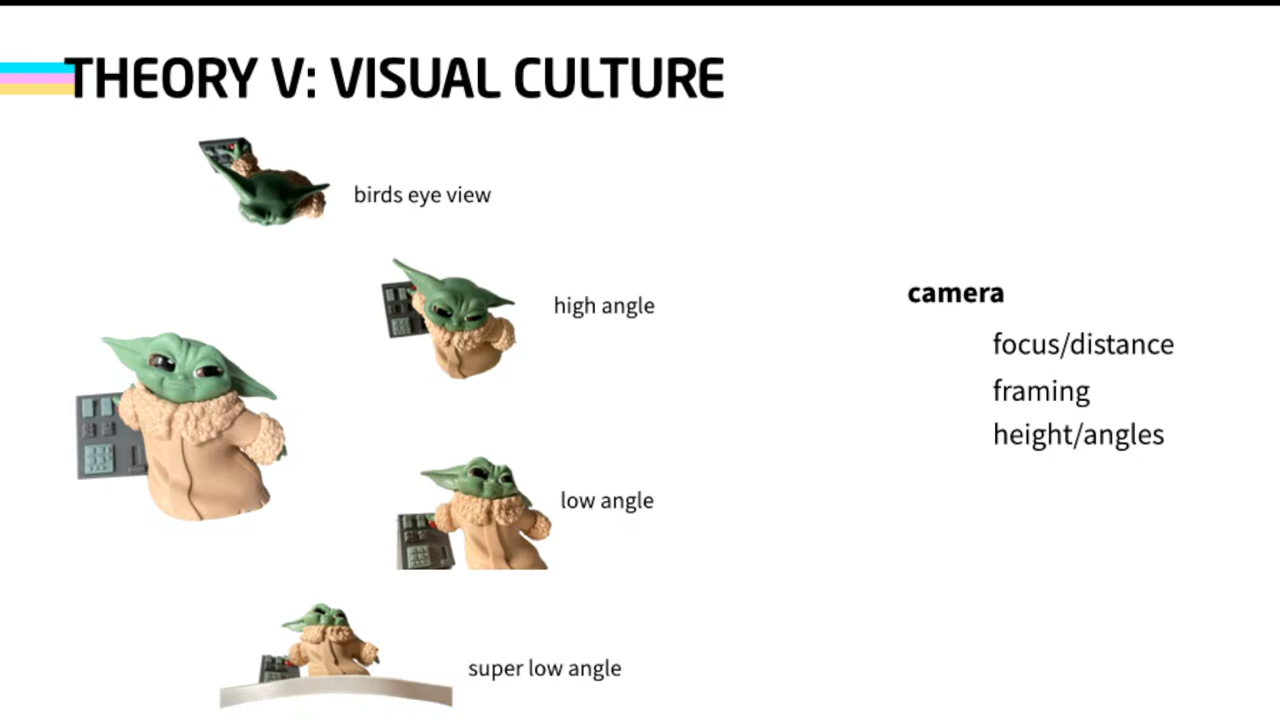 THEORY V: VISUAL CULTURE
birds eye view
high angle
low angle
super low angle
camera
focus/distance
framing
height/angles